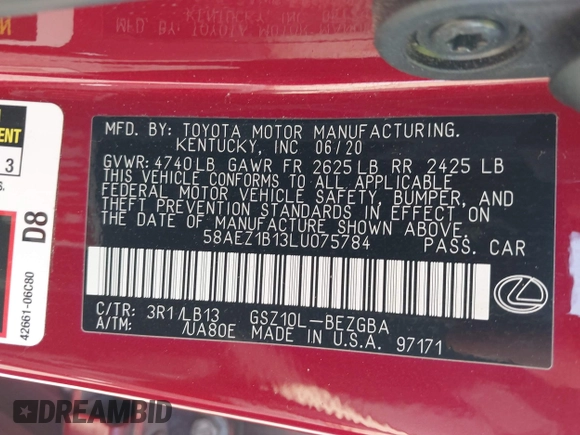 MFD. BY: TOYOTA MOTOR MANUFACTURING.
KENTUCKY, INC 06/20
GVWR: 4740LB GAWR FR 2625LB RR 2425 LB
THIS VEHICLE CONFORMS TO ALL APPLICABLE
FEDERAL MOTOR VEHICLE SAFETY, BUMPER, AND
THEFT PREVENTION STANDARDS IN EFFECT ON
THE DATE OF MANUFACTURE SHOWN ABOVE.
58AEZ1B13LU075784 PASS. CAR
C/TR: 3R1/LB13 GSZ10L-BEZGBA
A/TM: /UA80E MADE IN U.S.A. 97171
D8
42661-06C80
3
DREAMBID